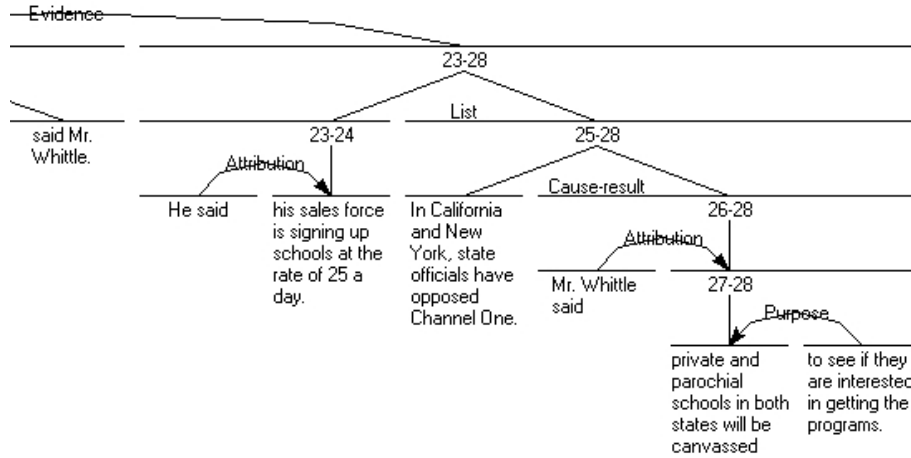 Evidence
23-28
List
said Mr.
Whittle.
23-24
25-28
Attribution
Cause-result
He said
his sales force
is signing up
schools at the
rate of 25 a
day.
In California
and New
York, state
officials have
opposed
Channel One.
26-28
Attribution
Mr. Whittle
said
27-28
Purpose
private and
parochial
schools in both
states will be
canvassed
to see if they
are interested
in getting the
programs.